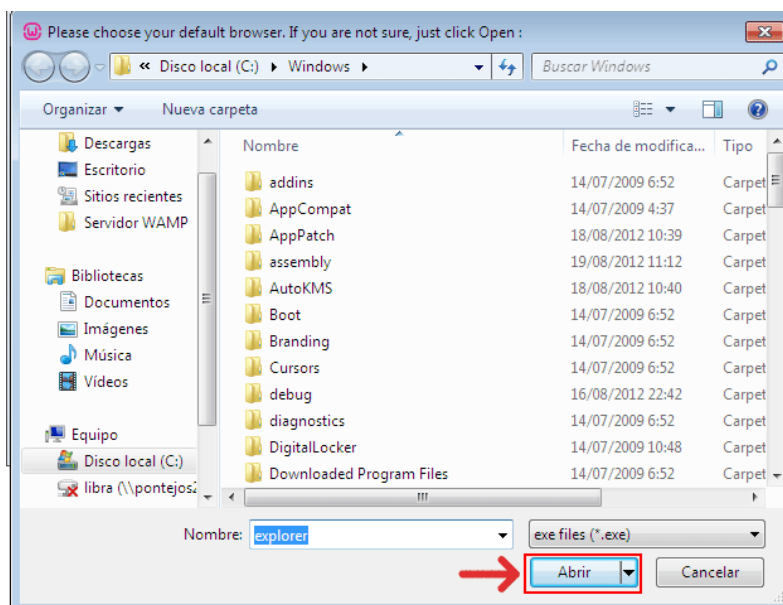 Please choose your default browser. If you are not sure, just click Open :
« Disco local (C:) Windows
Buscar Windows
Organizar Nueva carpeta
Descargas
Escritorio
Sitios recientes
Servidor WAMP
Bibliotecas
Documentos
Imágenes
Música
Vídeos
Equipo
Disco local (C:)
libra (\\pontejos2
Nombre Fecha de modifica... Tipo
addins 14/07/2009 6:52 Carpet
AppCompat 14/07/2009 4:37 Carpet
AppPatch 18/08/2012 10:39 Carpet
assembly 19/08/2012 11:12 Carpet
AutoKMS 18/08/2012 10:40 Carpet
Boot 14/07/2009 6:52 Carpet
Branding 14/07/2009 6:52 Carpet
Cursors 14/07/2009 6:52 Carpet
debug 16/08/2012 22:42 Carpet
diagnostics 14/07/2009 6:52 Carpet
DigitalLocker 14/07/2009 10:48 Carpet
Downloaded Program Files 14/07/2009 6:52 Carpet
Nombre: explorer exe files (*.exe)
Abrir Cancelar